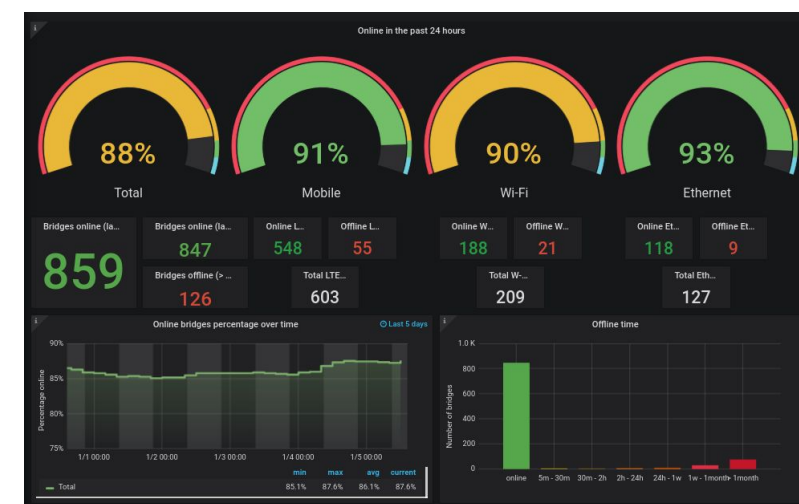 Online in the past 24 hours
88%
91%
90%
93%
Total
Mobile
Wi-Fi
Ethernet
Bridges online (la...
859
Bridges online (la...
847
Bridges offline (> ...
126
Online L...
548
Offline L...
55
Total LTE...
603
Online W...
188
Offline W...
21
Total W-...
209
Online Et...
118
Offline Et...
9
Total Eth...
127
Online bridges percentage over time
Last 5 days
Percentage online
90%
85%
80%
75%
1/1 00:00
1/2 00:00
1/3 00:00
1/4 00:00
1/5 00:00
min max avg current
Total 85.1% 87.6% 86.1% 87.6%
Offline time
Number of bridges
1.0 K
800
600
400
200
0
online 5m - 30m 30m - 2h 2h - 24h 24h - 1w 1w - 1month > 1month